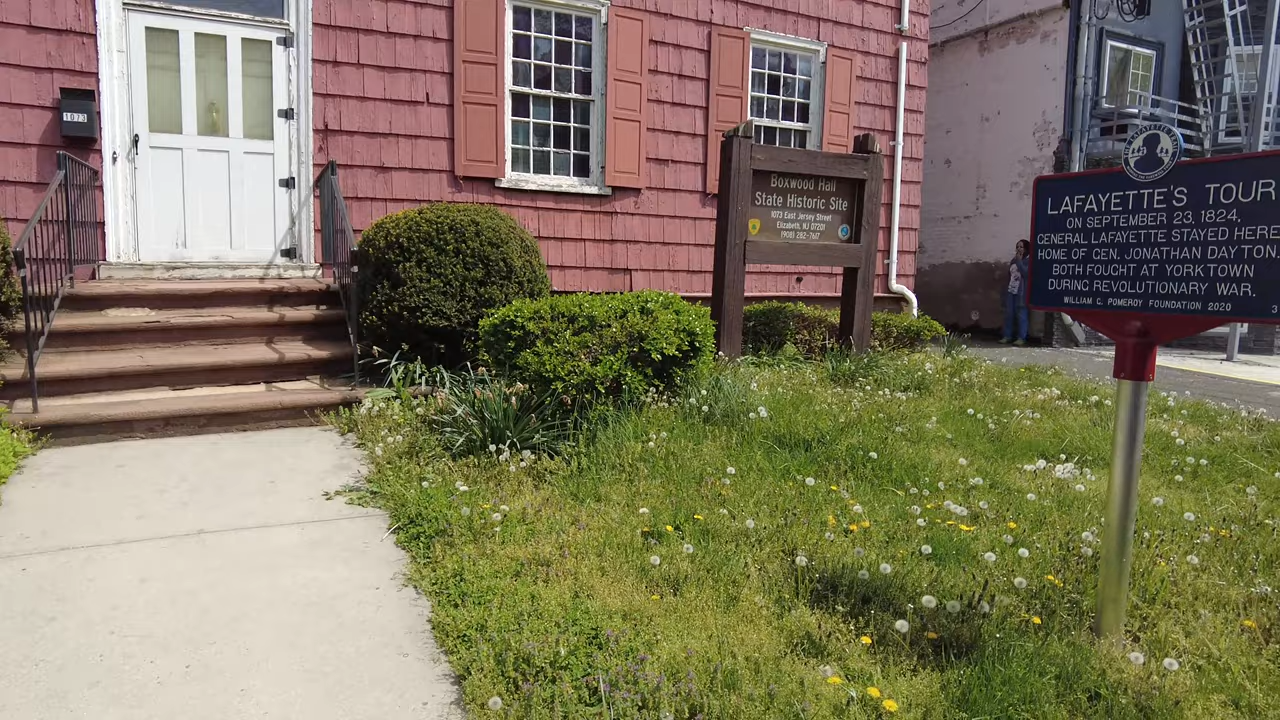 1073
Boxwood Hall
State Historic Site
1073 East Jersey Street
Elizabeth, NJ 07201
(908) 282-7617
LAFAYETTE'S TOUR
ON SEPTEMBER 23, 1824,
GENERAL LAFAYETTE STAYED HERE
HOME OF GEN. JONATHAN DAYTON.
BOTH FOUGHT AT YORKTOWN
DURING REVOLUTIONARY WAR.
WILLIAM G. POMEROY FOUNDATION 2020
3